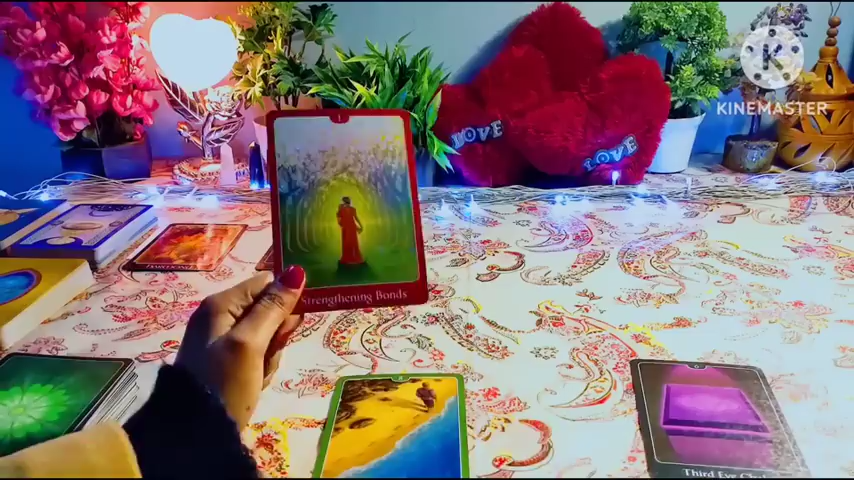 KINEMASTER
LOVE
LOVE
Strengthening Bonds
Third Eye